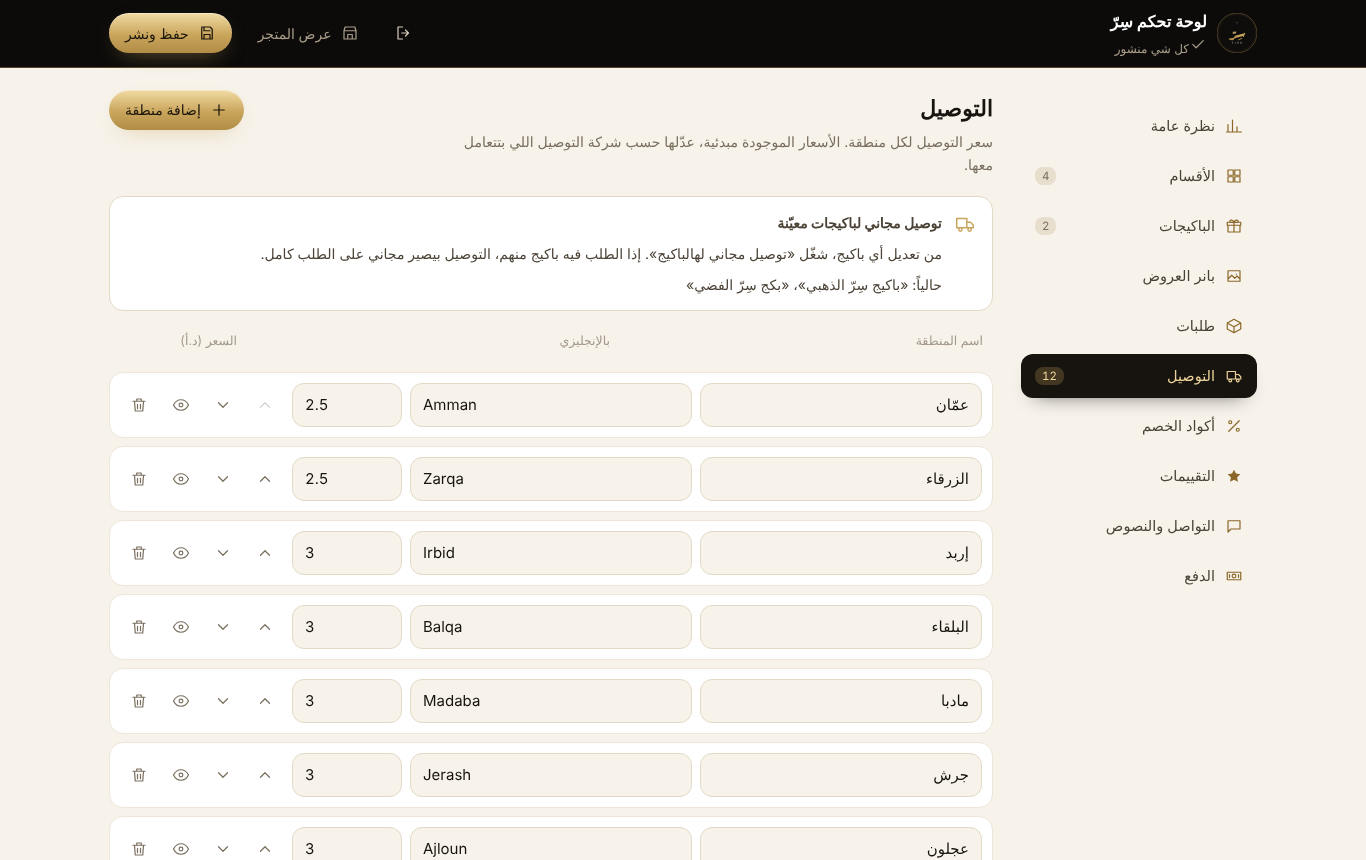 لوحة تحكم سِرّ
كل شي منشور
عرض المتجر
حفظ ونشر
نظرة عامة
الأقسام 4
الباكيجات 2
بانر العروض
طلبات
التوصيل 12
أكواد الخصم
التقييمات
التواصل والنصوص
الدفع
التوصيل
إضافة منطقة
سعر التوصيل لكل منطقة. الأسعار الموجودة مبدئية، عدّلها حسب شركة التوصيل اللي بتتعامل
معها.
توصيل مجاني لباكيجات معيّنة
من تعديل أي باكيج، شغّل «توصيل مجاني لهالباكيج». إذا الطلب فيه باكيج منهم، التوصيل بيصير مجاني على الطلب كامل.
حالياً: «باكيج سِرّ الذهبي»، «بكج سِرّ الفضي»
اسم المنطقة بالإنجليزي السعر (د.أ)
عمّان Amman 2.5
الزرقاء Zarqa 2.5
إربد Irbid 3
البلقاء Balqa 3
مادبا Madaba 3
جرش Jerash 3
عجلون Ajloun 3